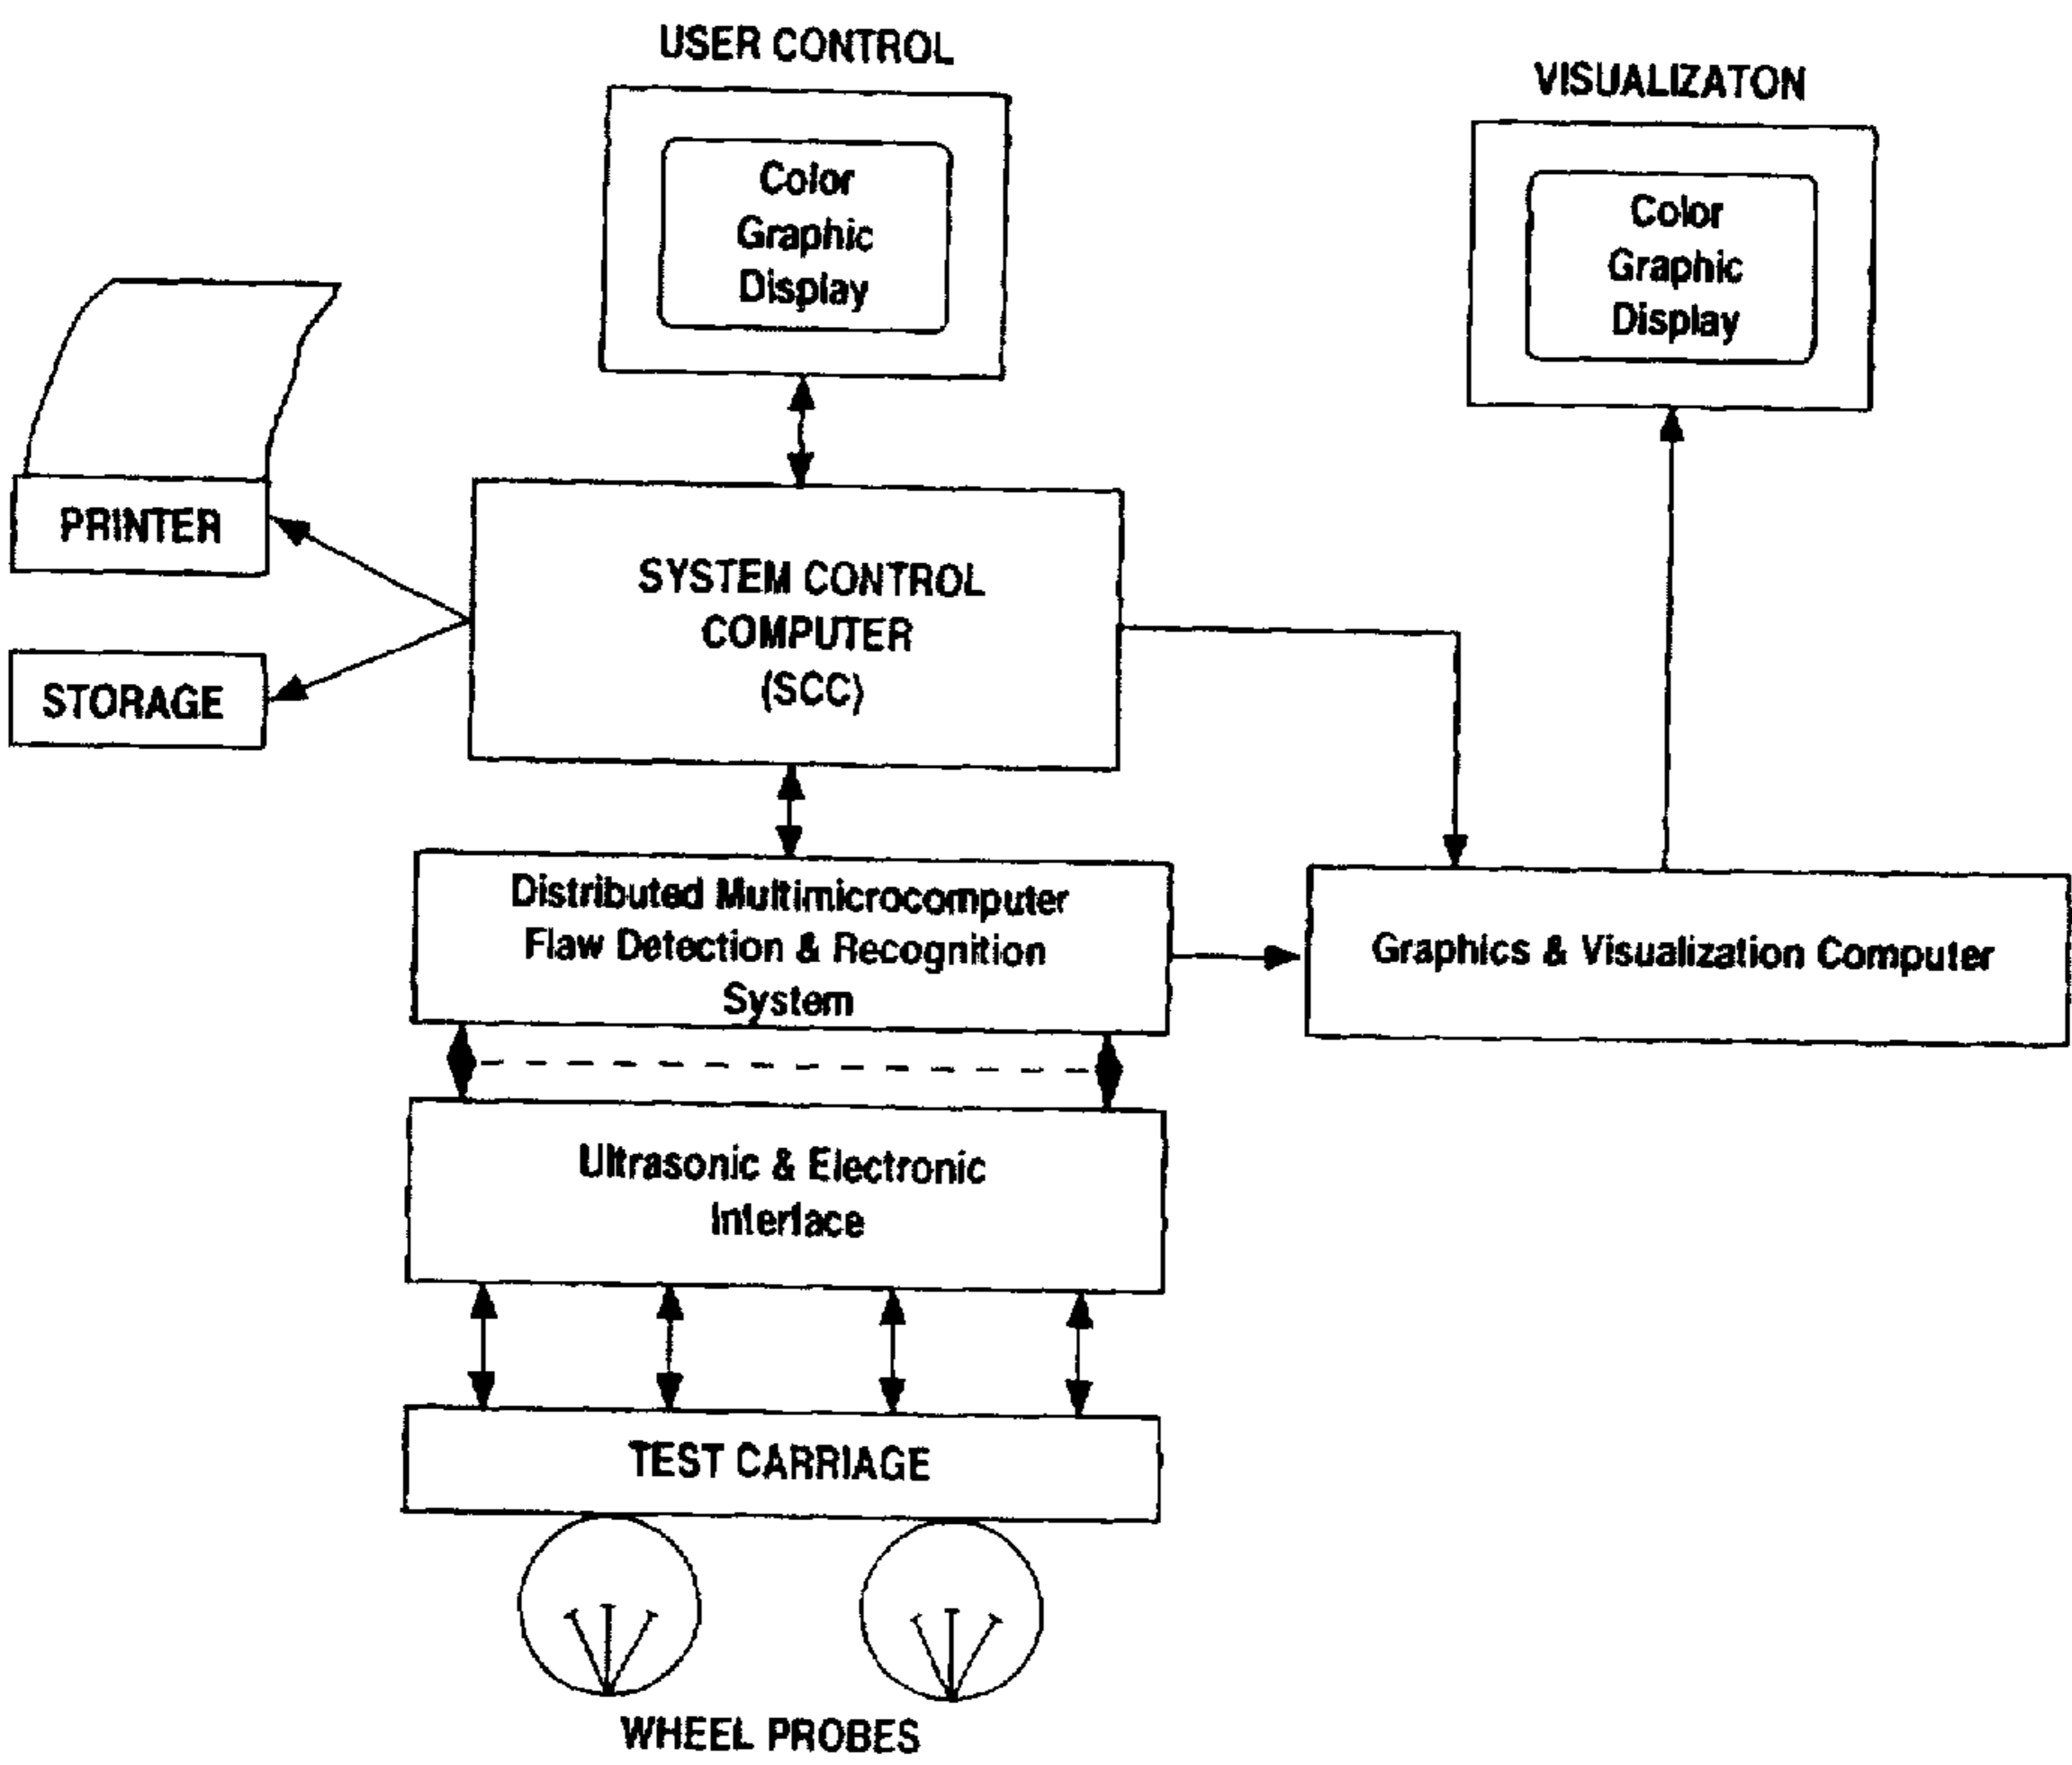 USER CONTROL
Color
Graphic
Display
VISUALIZATON
Color
Graphic
Display
PRINTER
STORAGE
SYSTEM CONTROL
COMPUTER
(SCC)
Distributed Multimicrocomputer
Flaw Detection & Recognition
System
Graphics & Visualization Computer
Ultrasonic & Electronic
Interface
TEST CARRIAGE
WHEEL PROBES